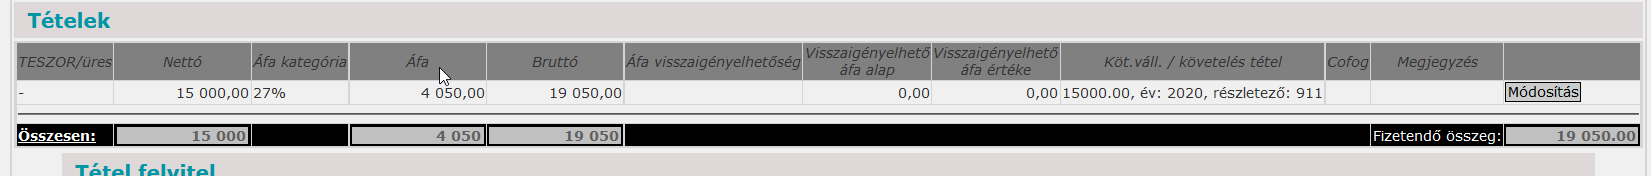 Tételek
TESZOR/üres Nettó Áfa kategória Áfa Bruttó Áfa visszaigényelhetőség Visszaigényelhető áfa alap Visszaigényelhető áfa értéke Köt.váll. / követelés tétel Cofog Megjegyzés
- 15 000,00 27% 4 050,00 19 050,00 0,00 0,00 15000.00, év: 2020, részletező: 911 Módosítás
Összesen: 15 000 4 050 19 050 Fizetendő összeg: 19 050.00
Tétel felvitel